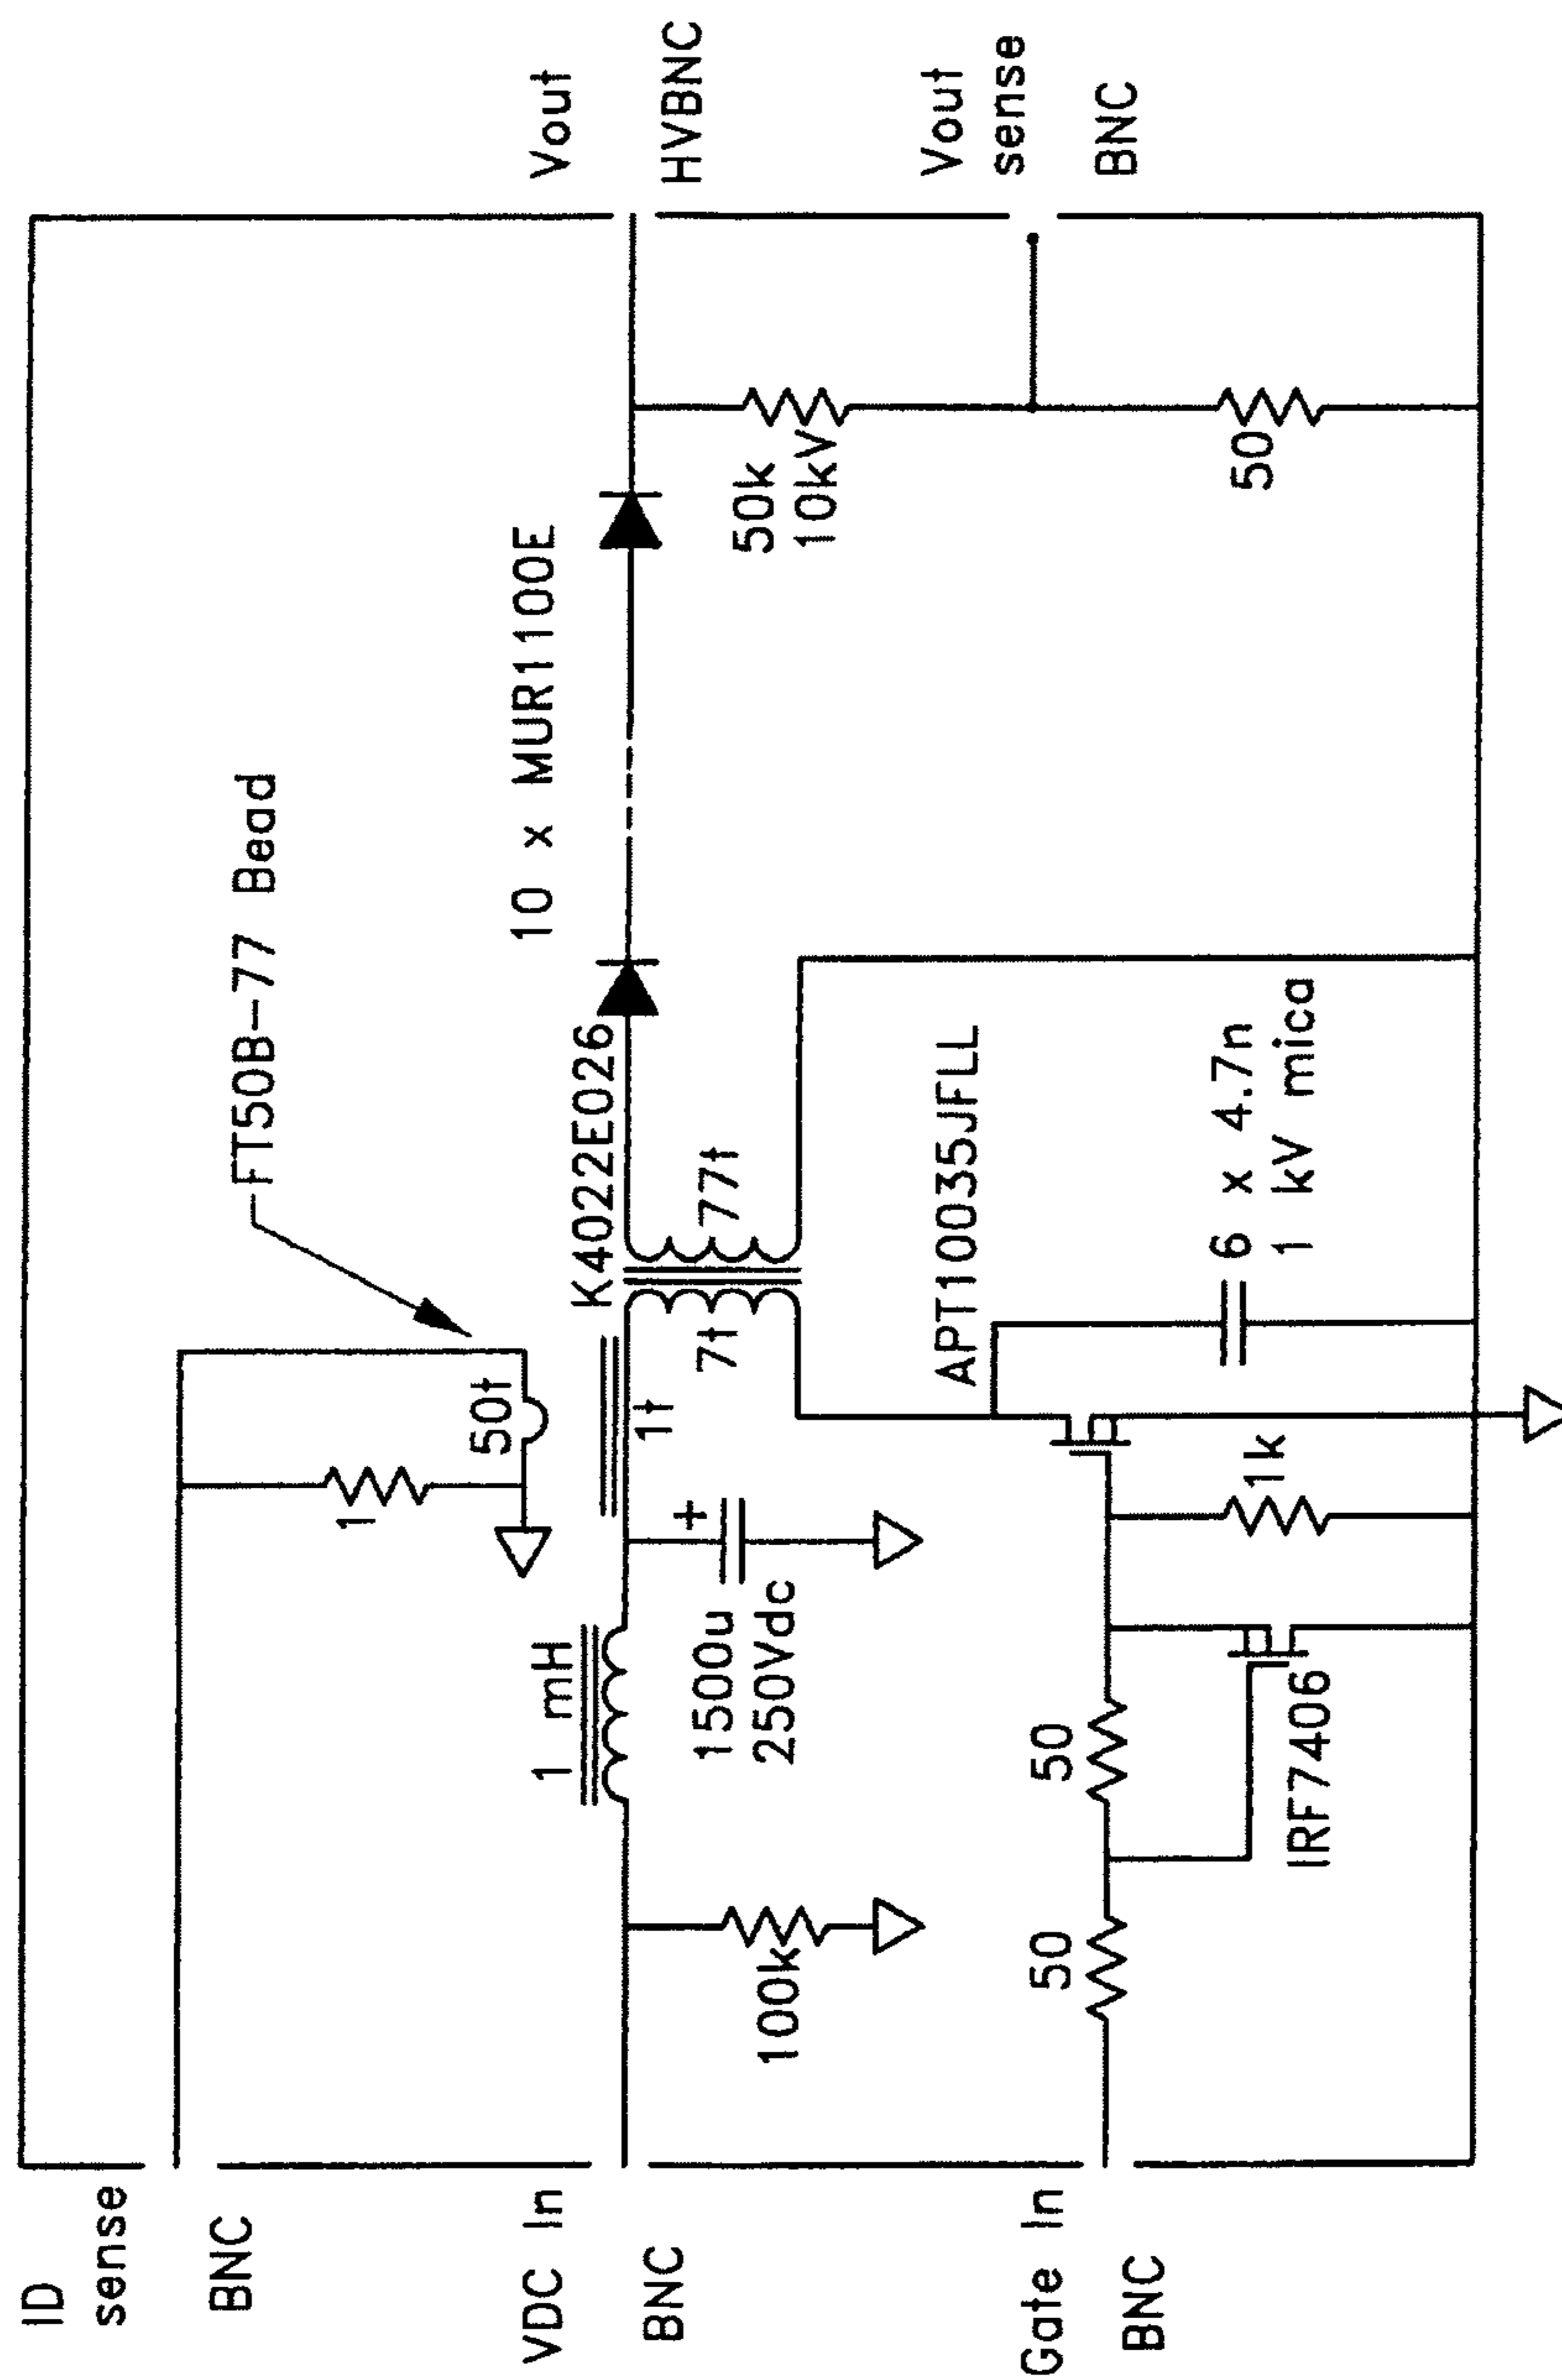 ID
sense
BNC
VDC In
BNC
Gate In
BNC
FT50B-77 Bead
1
50t
1 mH
1t
K4022E026
10 x MUR1100E
7t
77t
100k
+
1500u
250Vdc
50k
10kV
APT10035JFLL
50
50
1k
IRF7406
6 x 4.7n
1 kV mica
50
Vout
HVBNC
Vout
sense
BNC